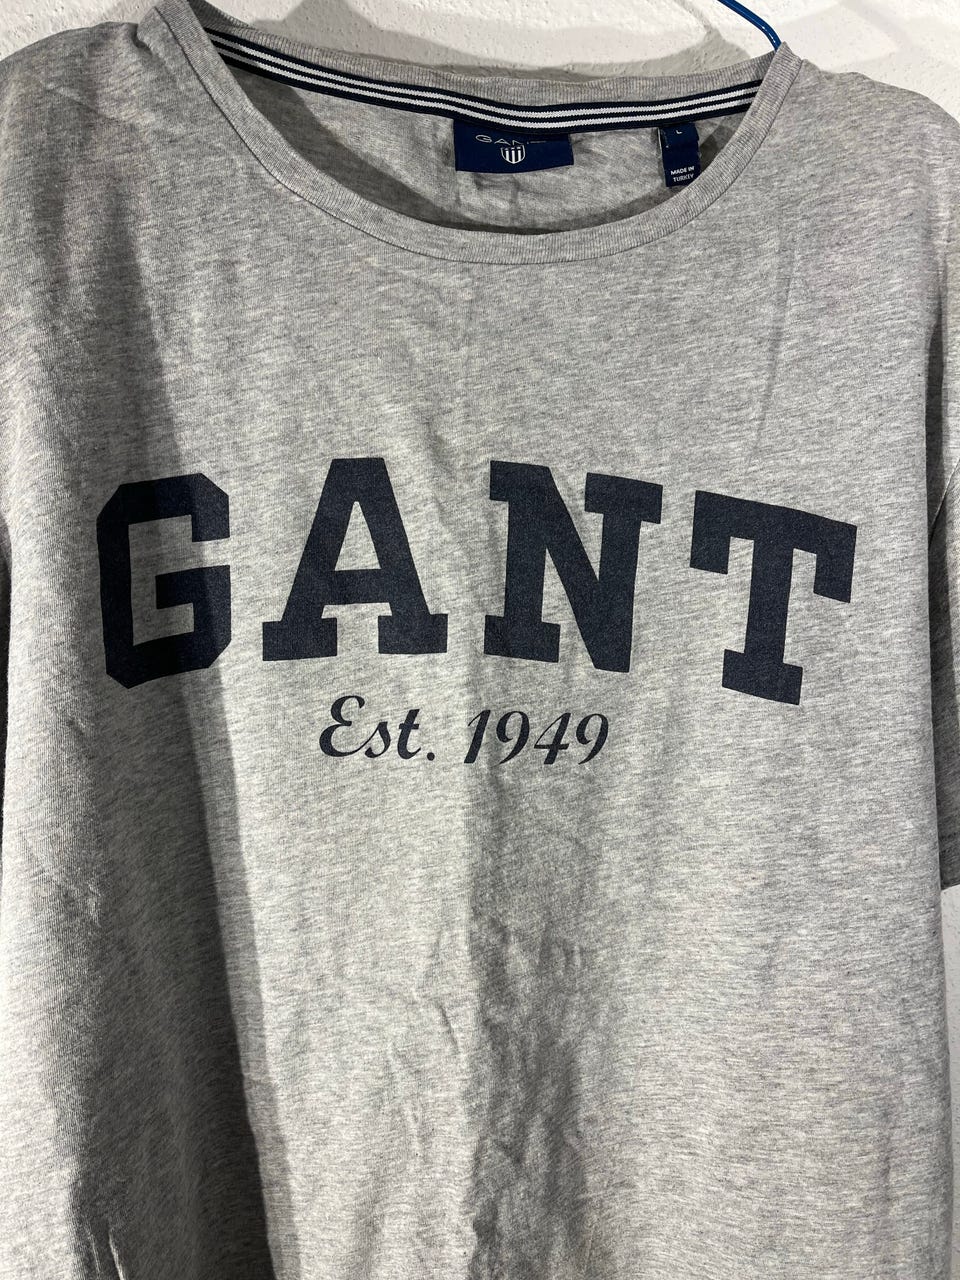 GANT
L
MADE IN
TURKEY
GANT
Est. 1949